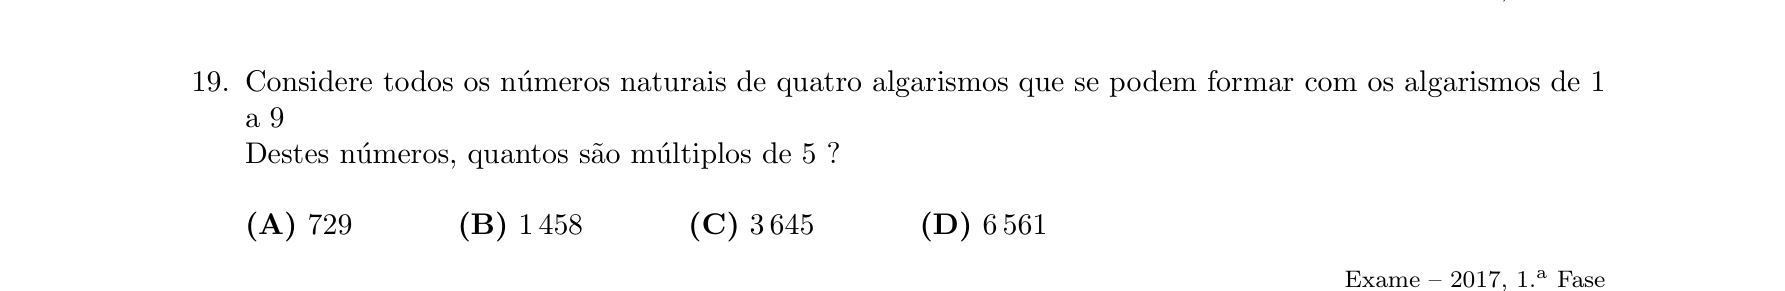 19. Considere todos os números naturais de quatro algarismos que se podem formar com os algarismos de 1
a 9
Destes números, quantos são múltiplos de 5 ?
(A) 729 (B) 1 458 (C) 3 645 (D) 6 561
Exame – 2017, 1.ª Fase